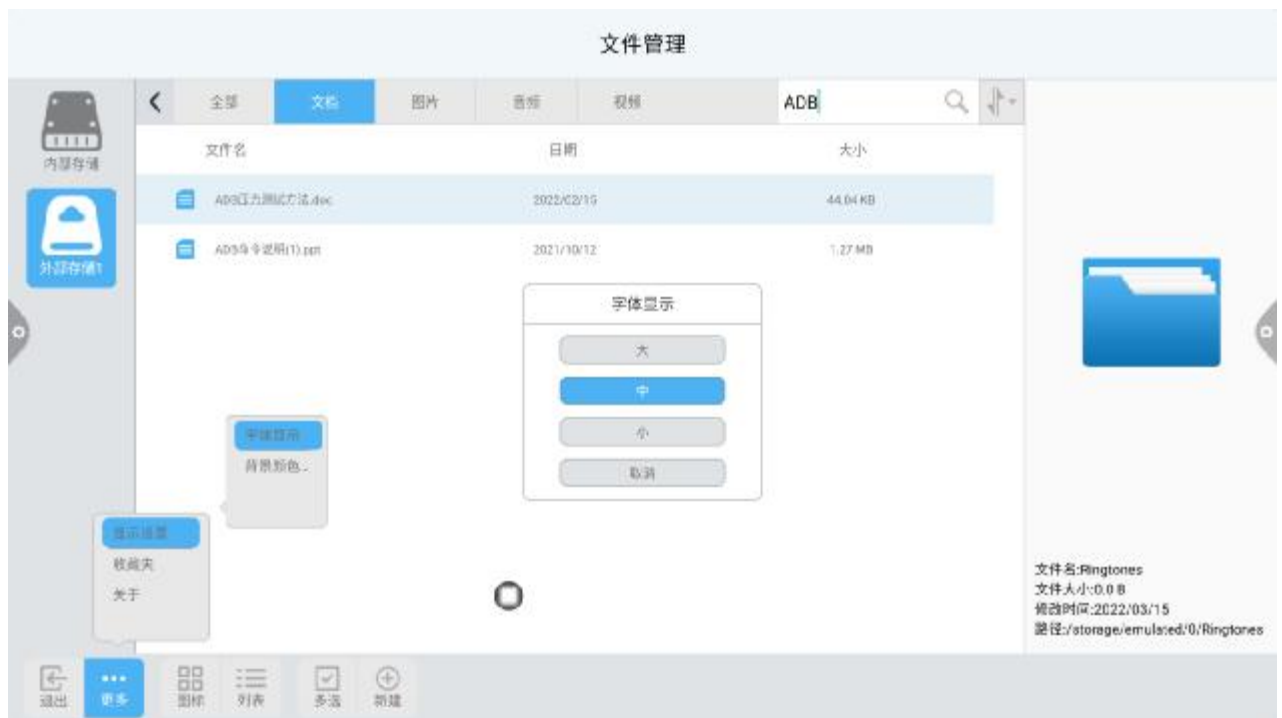 文件管理
全部 文档 图片 音频 视频 ADB
内部存储
外部存储1
文件名 日期 大小
ADB压力测试方法.doc 2022/02/15 44.04 KB
ADB命令说明(1).ppt 2021/10/12 1.27 MB
字体显示
大
中
小
取消
字体显示
背景颜色..
显示设置
收藏夹
关于
文件名:Ringtones
文件大小:0.0 B
修改时间:2022/03/15
路径:/storage/emulated/0/Ringtones
退出 更多 图标 列表 多选 新建